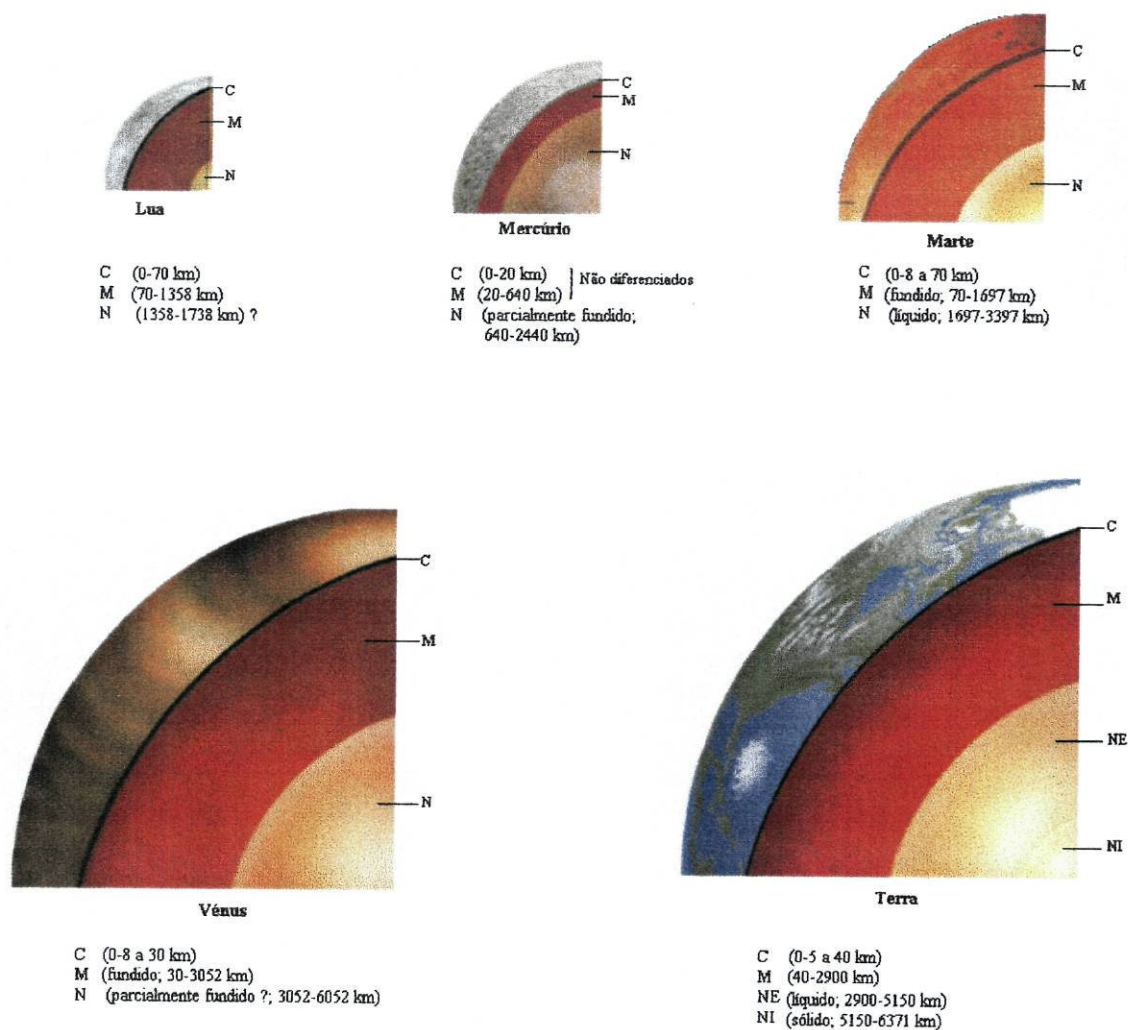 C
M
N
Lua
C (0-70 km)
M (70-1358 km)
N (1358-1738 km) ?
C
M
N
Mercúrio
C (0-20 km)
M (20-640 km)
Não diferenciados
N (parcialmente fundido;
640-2440 km)
C
M
N
Marte
C (0-8 a 70 km)
M (fundido; 70-1697 km)
N (líquido; 1697-3397 km)
C
M
N
Vénus
C (0-8 a 30 km)
M (fundido; 30-3052 km)
N (parcialmente fundido ?; 3052-6052 km)
C
M
NE
NI
Terra
C (0-5 a 40 km)
M (40-2900 km)
NE (líquido; 2900-5150 km)
NI (sólido; 5150-6371 km)